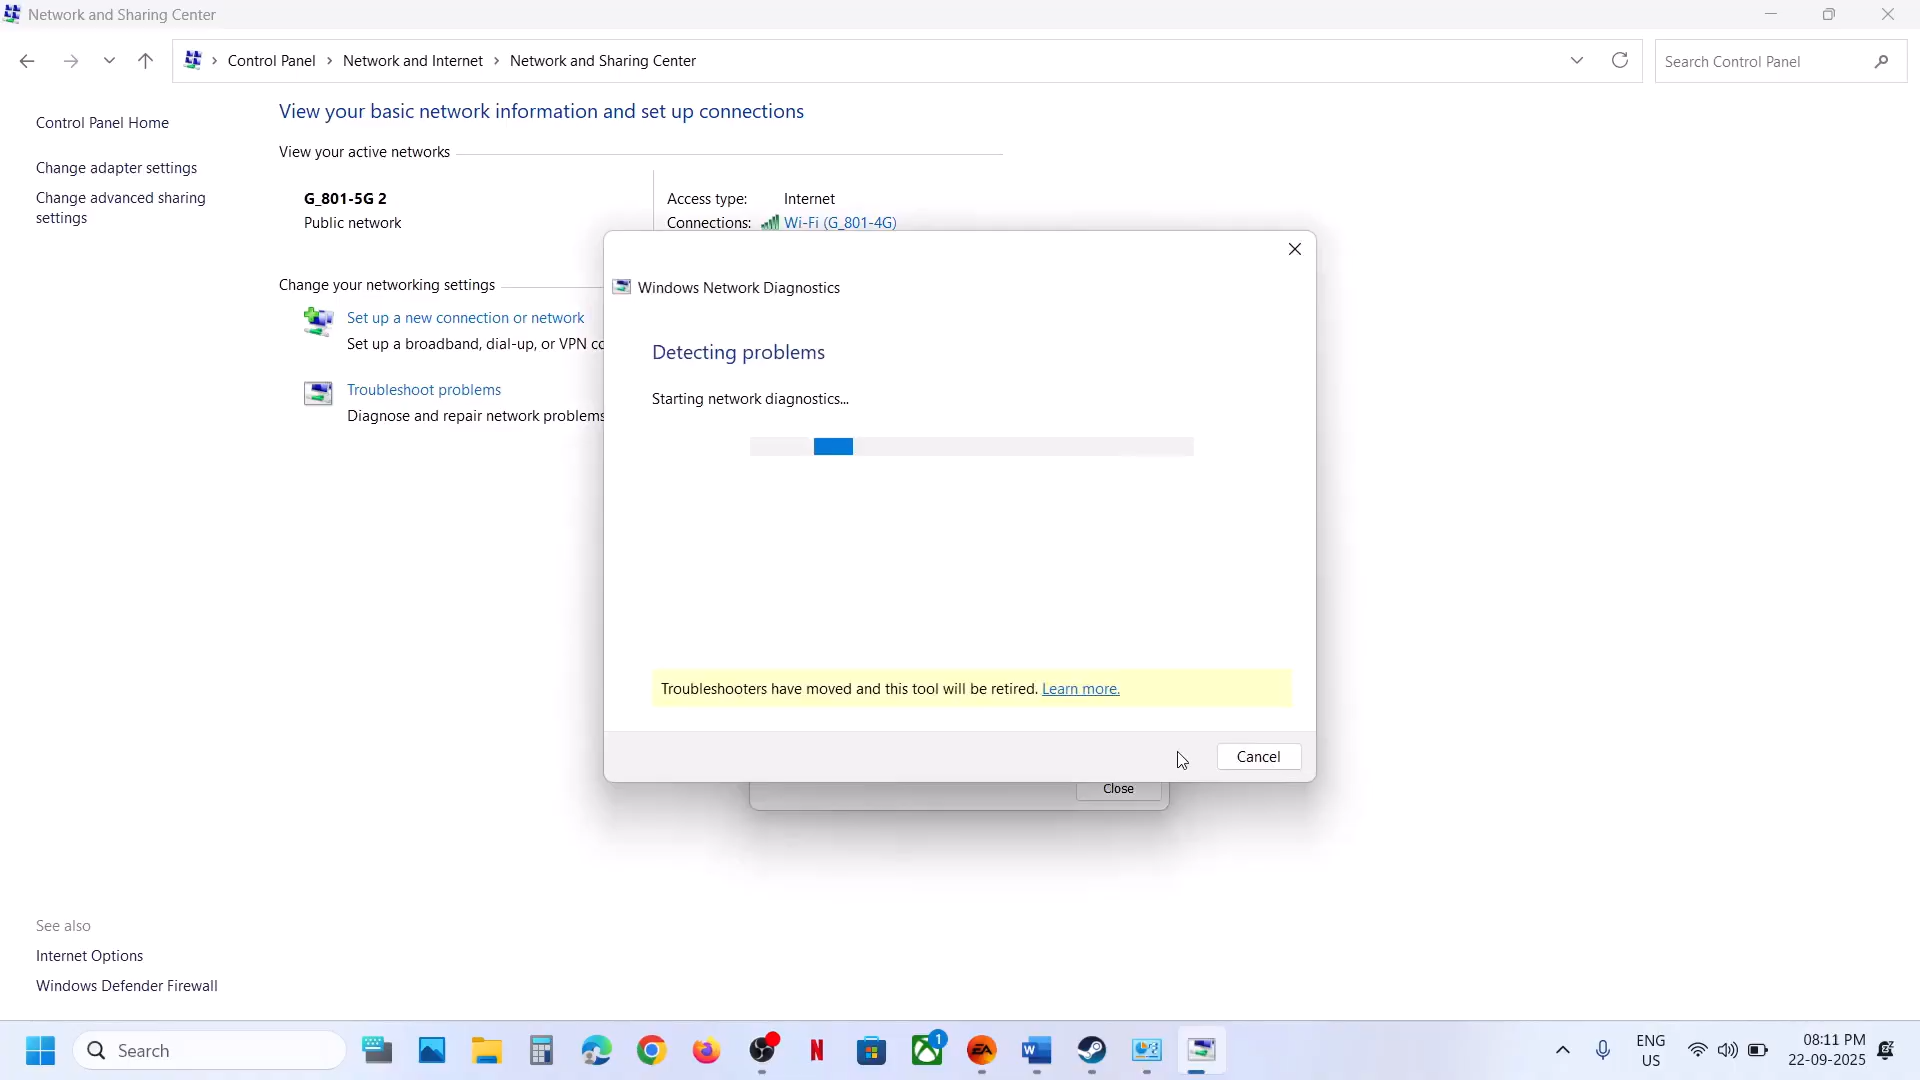 Network and Sharing Center
Control Panel › Network and Internet › Network and Sharing Center
Search Control Panel
Control Panel Home
Change adapter settings
Change advanced sharing
settings
View your basic network information and set up connections
View your active networks
G_801-5G 2
Public network
Access type: Internet
Connections: Wi-Fi (G_801-4G)
Change your networking settings
Set up a new connection or network
Set up a broadband, dial-up, or VPN co
Troubleshoot problems
Diagnose and repair network problems
Windows Network Diagnostics
Detecting problems
Starting network diagnostics...
Troubleshooters have moved and this tool will be retired. Learn more.
Cancel
Close
See also
Internet Options
Windows Defender Firewall
Search
N
1
EA
W
ENG
US
08:11 PM
22-09-2025